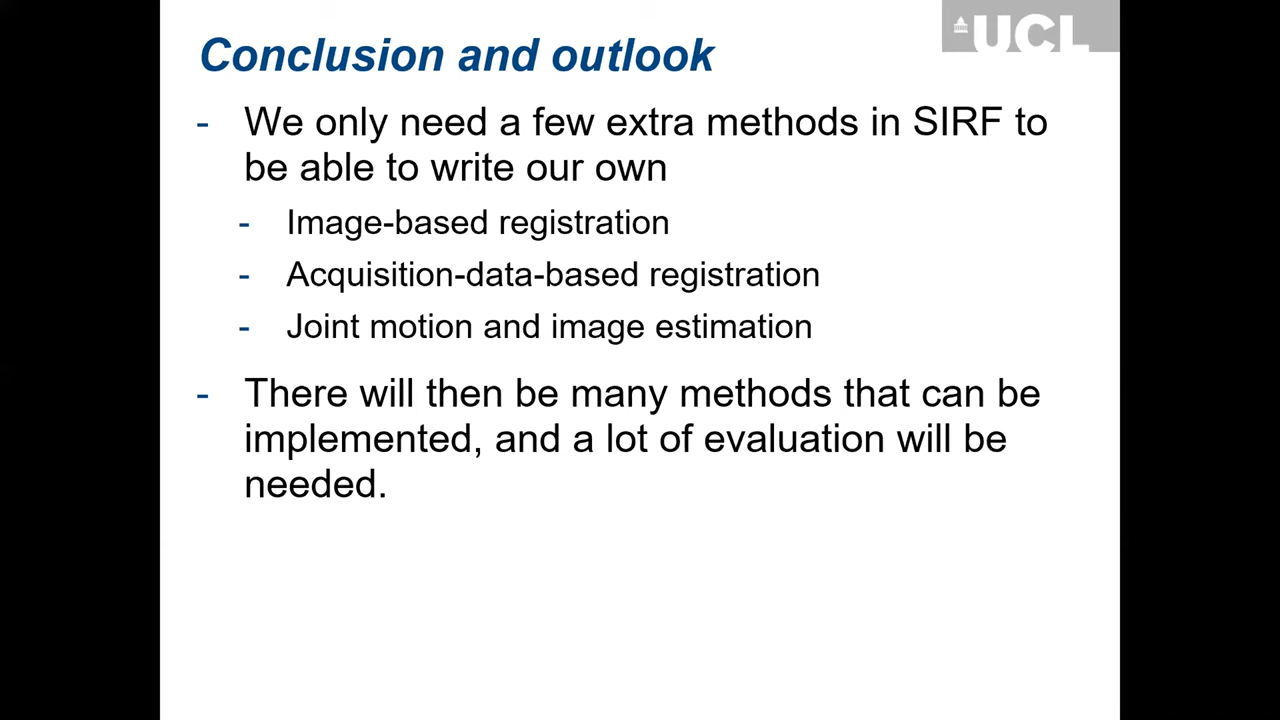 UCL
Conclusion and outlook
- We only need a few extra methods in SIRF to
be able to write our own
- Image-based registration
- Acquisition-data-based registration
- Joint motion and image estimation
- There will then be many methods that can be
implemented, and a lot of evaluation will be
needed.